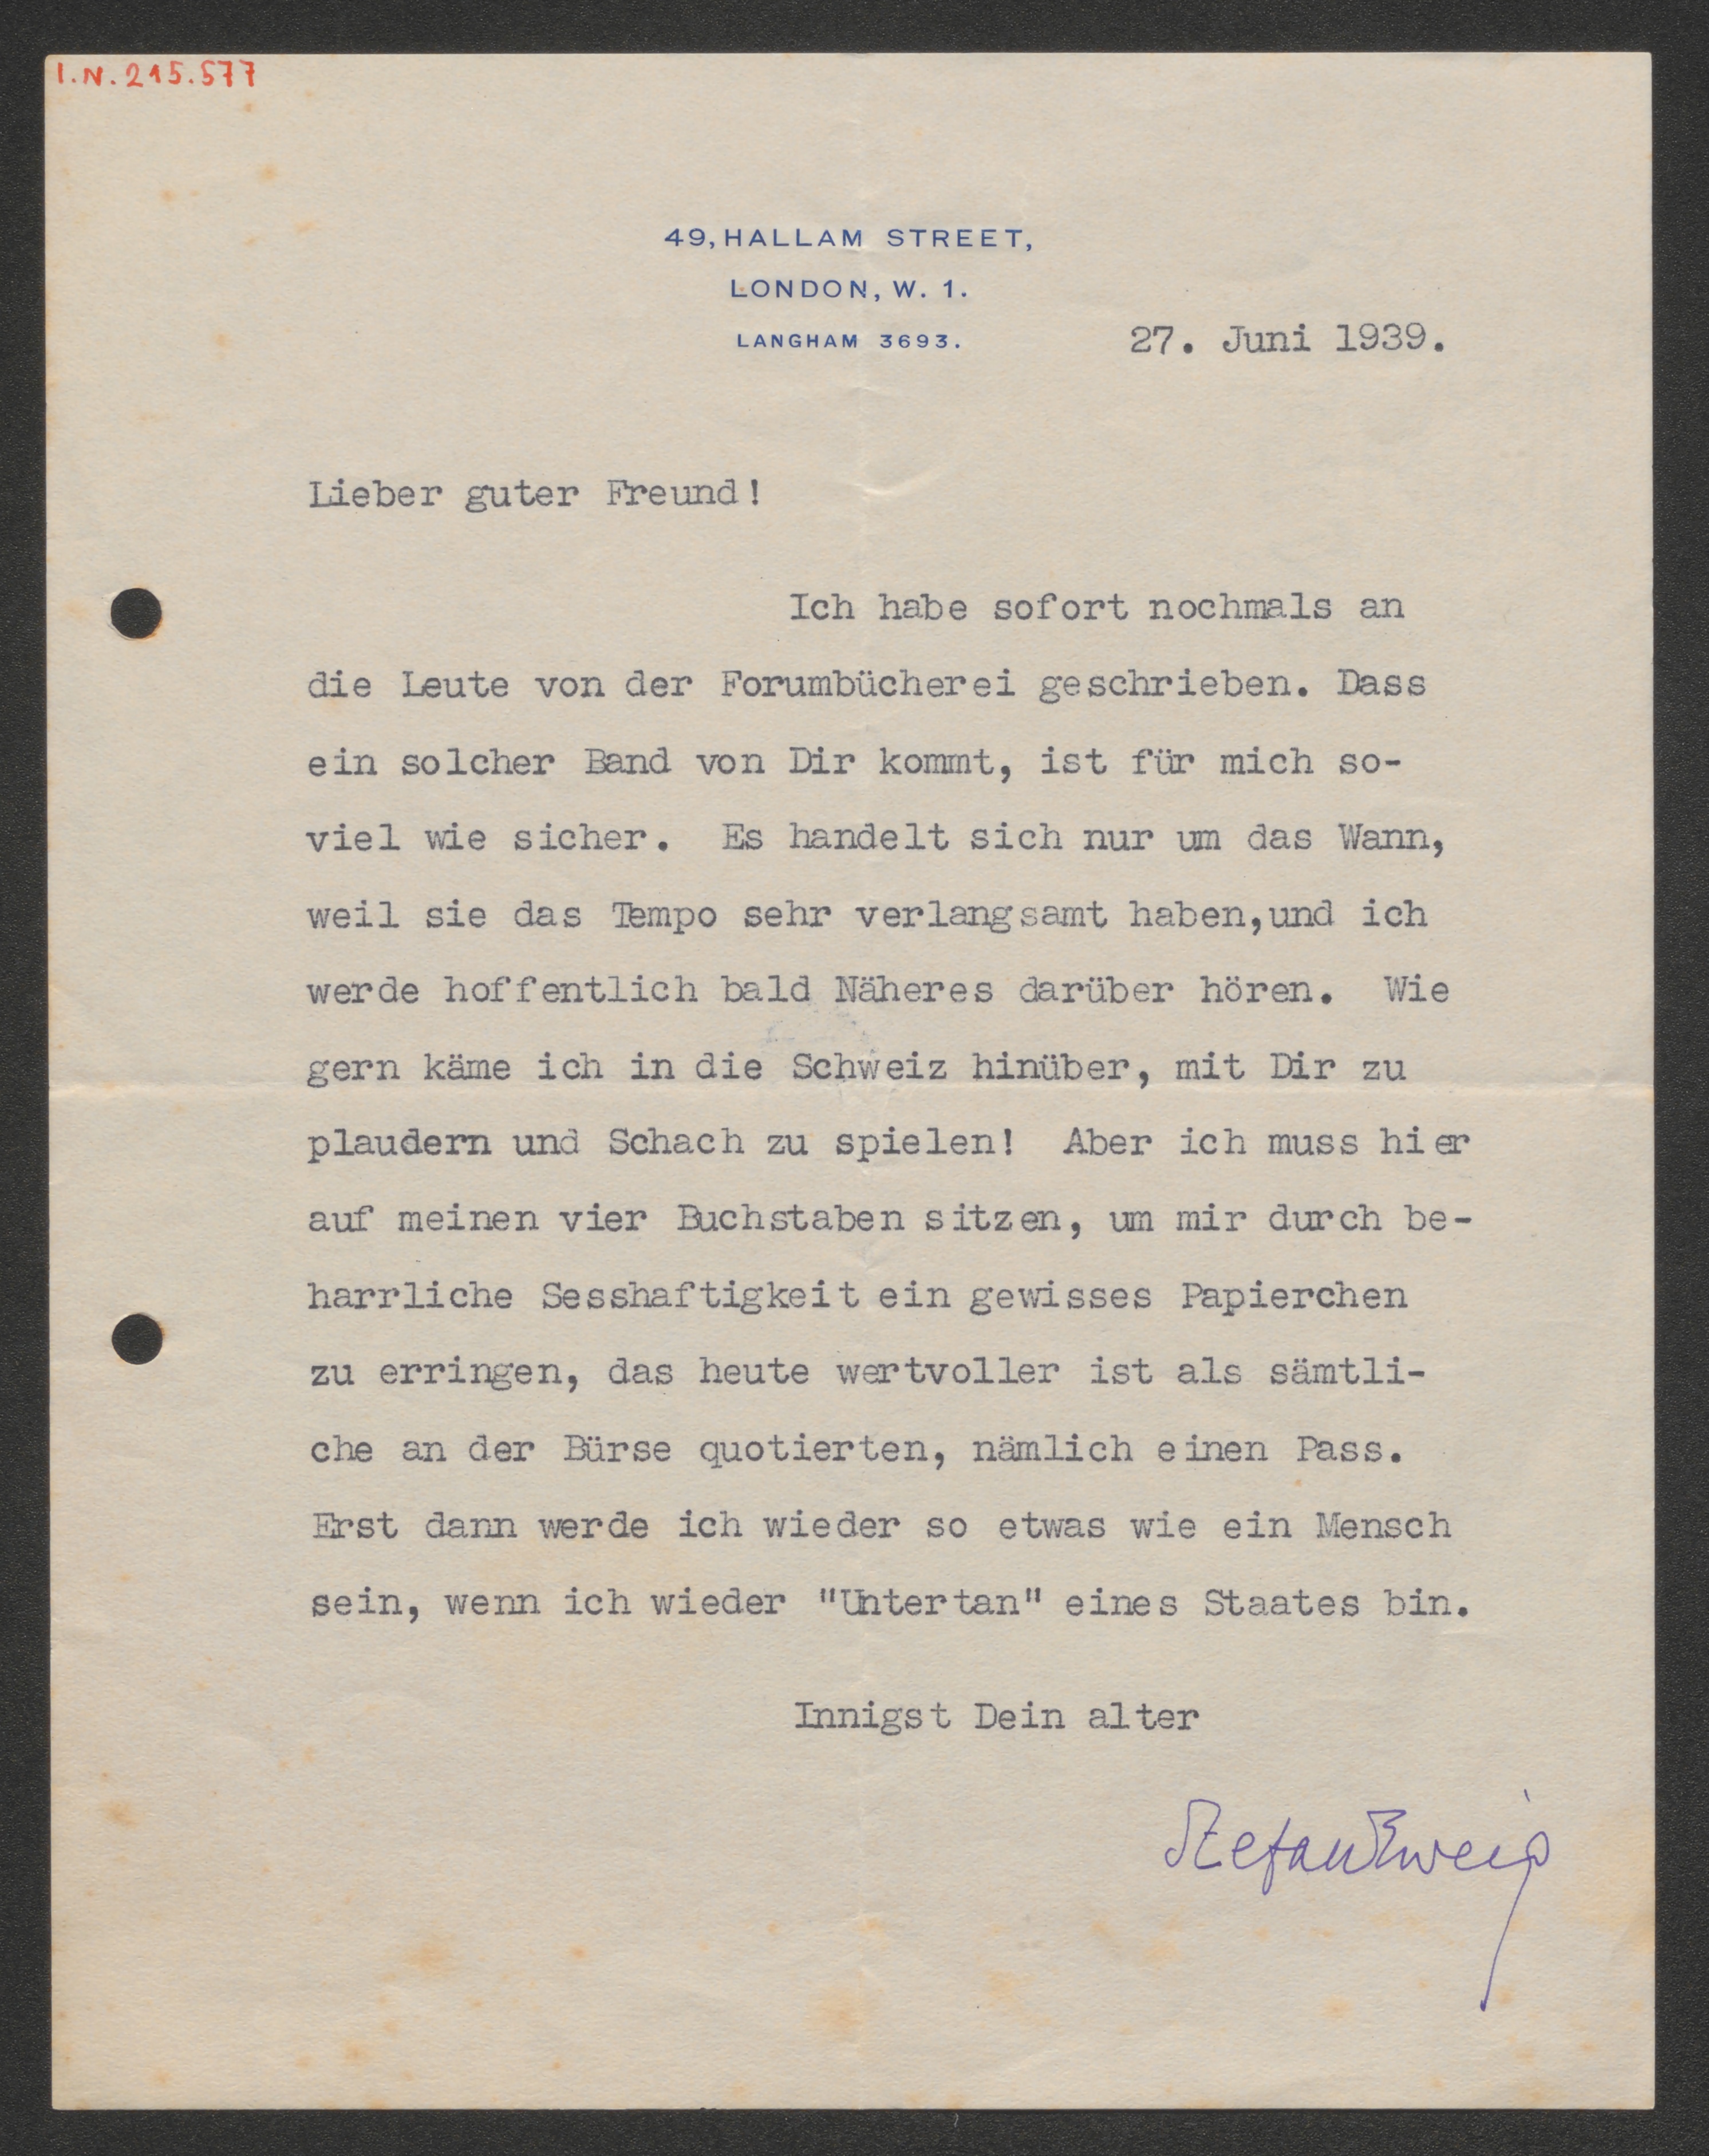 I.N. 215.577
49, HALLAM STREET,
LONDON, W. 1.
LANGHAM 3693.
27. Juni 1939.
Lieber guter Freund!
Ich habe sofort nochmals an
die Leute von der Forumbücherei geschrieben. Dass
ein solcher Band von Dir kommt, ist für mich so-
viel wie sicher. Es handelt sich nur um das Wann,
weil sie das Tempo sehr verlangsamt haben,und ich
werde hoffentlich bald Näheres darüber hören. Wie
gern käme ich in die Schweiz hinüber, mit Dir zu
plaudern und Schach zu spielen! Aber ich muss hier
auf meinen vier Buchstaben sitzen, um mir durch be-
harrliche Sesshaftigkeit ein gewisses Papierchen
zu erringen, das heute wertvoller ist als sämtli-
che an der Bürse quotierten, nämlich einen Pass.
Erst dann werde ich wieder so etwas wie ein Mensch
sein, wenn ich wieder "Untertan" eines Staates bin.
Innigst Dein alter
Stefan Zweig